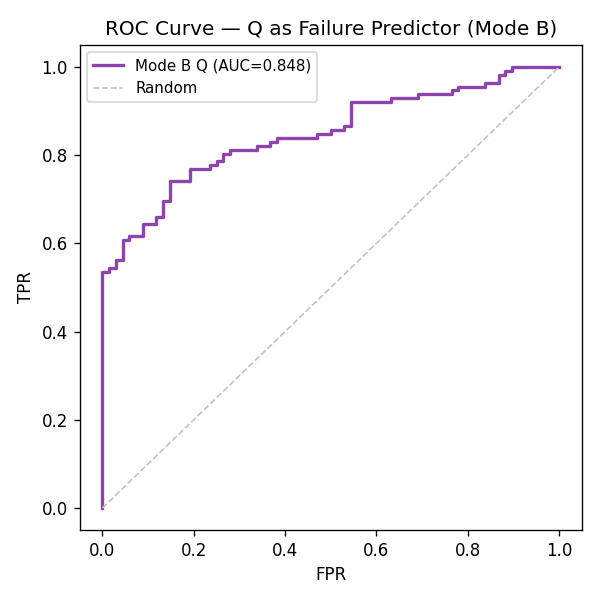 ROC Curve — Q as Failure Predictor (Mode B)
Mode B Q (AUC=0.848)
Random
1.0
0.8
0.6
0.4
0.2
0.0
TPR
0.0 0.2 0.4 0.6 0.8 1.0
FPR